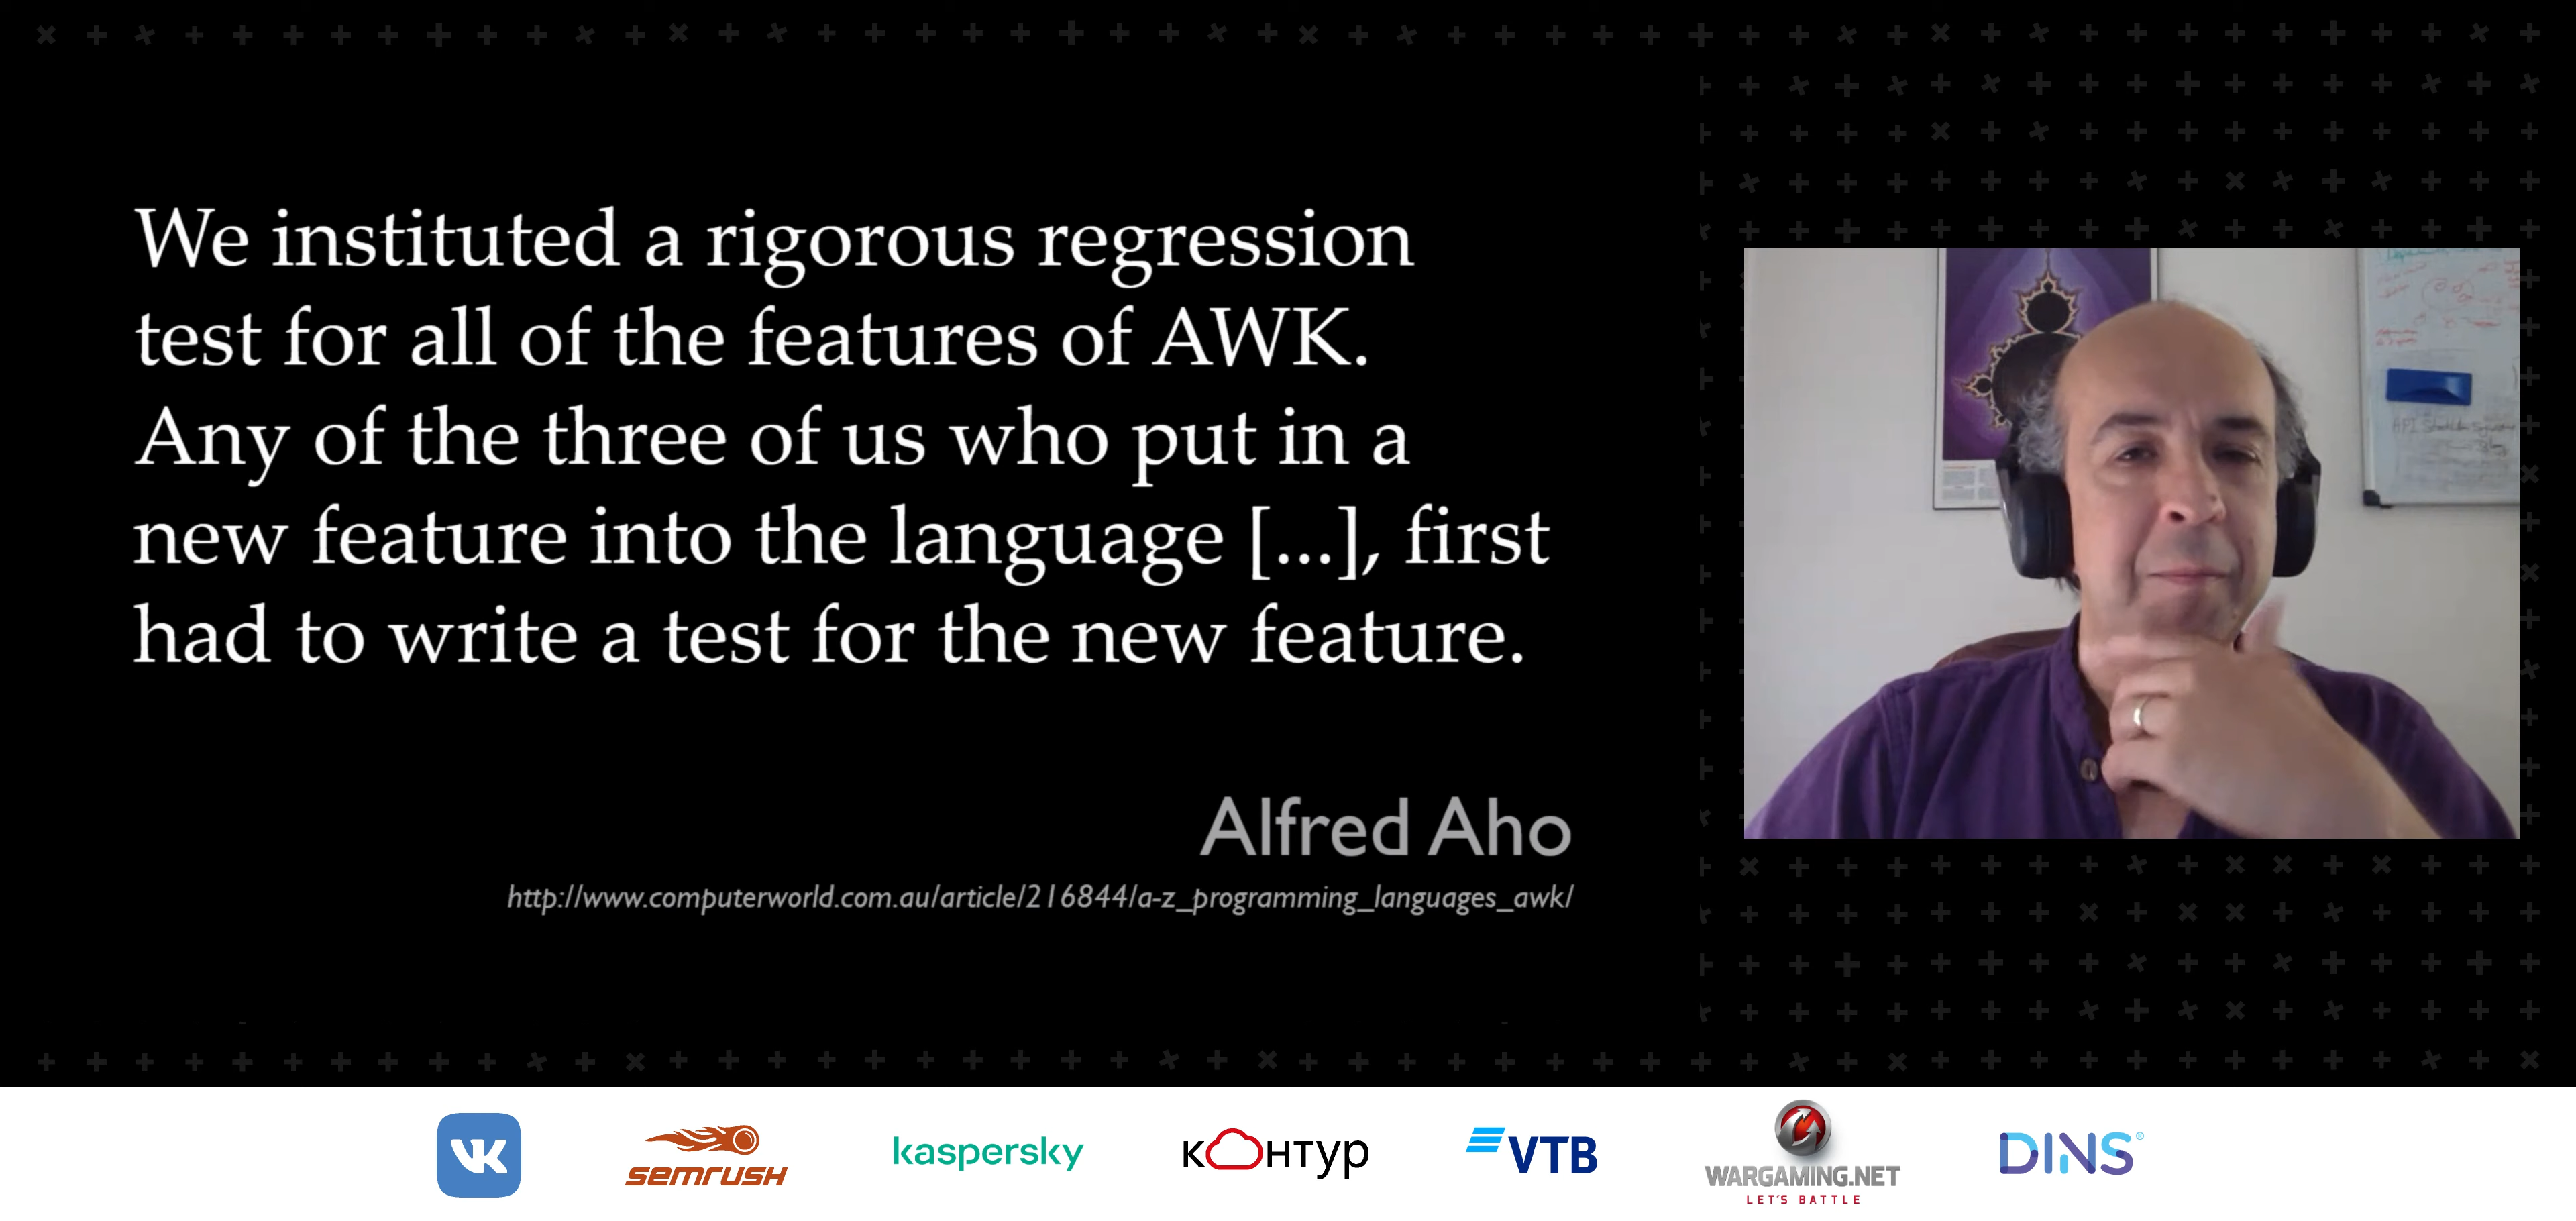 We instituted a rigorous regression
test for all of the features of AWK.
Any of the three of us who put in a
new feature into the language [...], first
had to write a test for the new feature.
Alfred Aho
http://www.computerworld.com.au/article/216844/a-z_programming_languages_awk/
VK
SEMRUSH
kaspersky
контур
VTB
WARGAMING.NET
LET'S BATTLE
DINS®